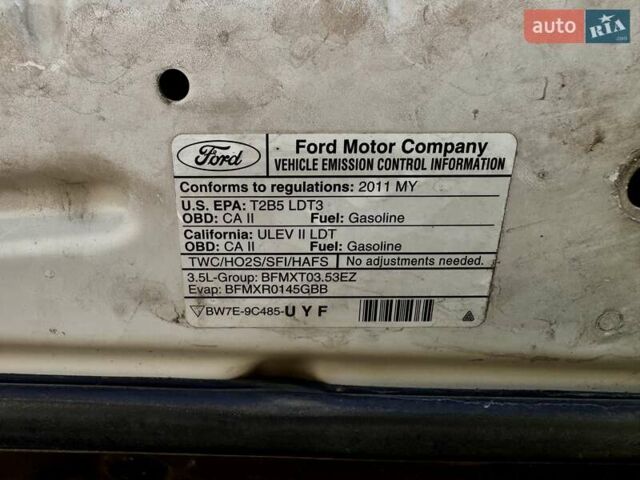 auto RIA
.com
Ford
Ford Motor Company
VEHICLE EMISSION CONTROL INFORMATION
Conforms to regulations: 2011 MY
U.S. EPA: T2B5 LDT3
OBD: CA II Fuel: Gasoline
California: ULEV II LDT
OBD: CA II Fuel: Gasoline
TWC/HO2S/SFI/HAFS No adjustments needed.
3.5L-Group: BFMXT03.53EZ
Evap: BFMXR0145GBB
BW7E-9C485-U Y F